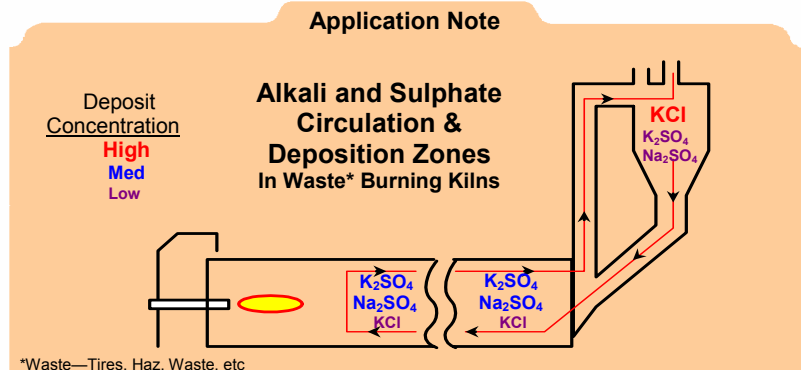 Application Note
Alkali and Sulphate
Circulation &
Deposition Zones
In Waste* Burning Kilns
Deposit
Concentration
High
Med
Low
KCl
K₂SO₄
Na₂SO₄
K₂SO₄
Na₂SO₄
KCl
K₂SO₄
Na₂SO₄
KCl
*Waste—Tires, Haz. Waste, etc